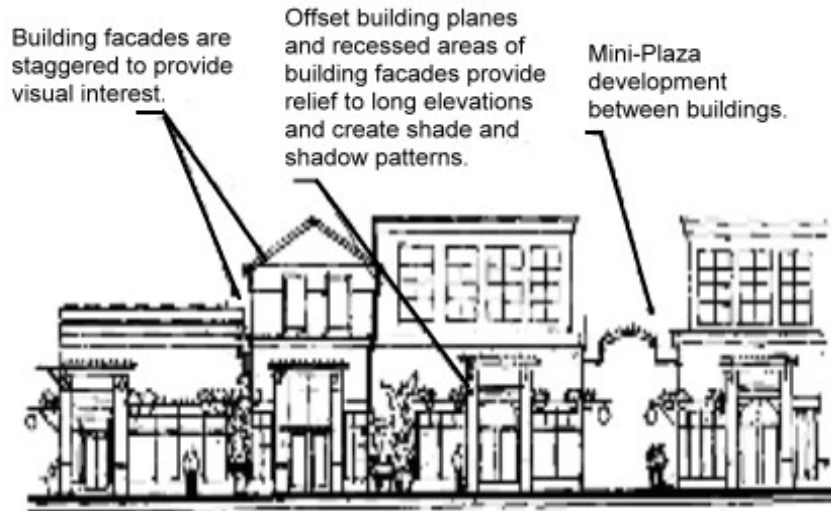 Building facades are
staggered to provide
visual interest.
Offset building planes
and recessed areas of
building facades provide
relief to long elevations
and create shade and
shadow patterns.
Mini-Plaza
development
between buildings.